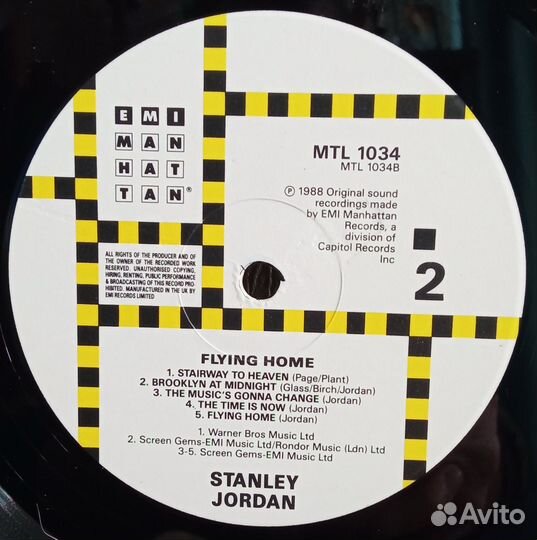 EMI
MAN
HAT
TAN®
MTL 1034
MTL 1034B
℗ 1988 Original sound
recordings made
by EMI Manhattan
Records, a
division of
Capitol Records
Inc
2
ALL RIGHTS OF THE PRODUCER AND OF
THE OWNER OF THE RECORDED WORK
RESERVED. UNAUTHORISED COPYING,
HIRING, RENTING, PUBLIC PERFORMANCE
& BROADCASTING OF THIS RECORD PRO-
HIBITED. MANUFACTURED IN THE UK BY
EMI RECORDS LIMITED
FLYING HOME
1. STAIRWAY TO HEAVEN (Page/Plant)
2. BROOKLYN AT MIDNIGHT (Glass/Birch/Jordan)
3. THE MUSIC'S GONNA CHANGE (Jordan)
4. THE TIME IS NOW (Jordan)
5. FLYING HOME (Jordan)
1. Warner Bros Music Ltd
2. Screen Gems-EMI Music Ltd/Rondor Music (Ldn) Ltd
3-5. Screen Gems-EMI Music Ltd
STANLEY
JORDAN
Avito